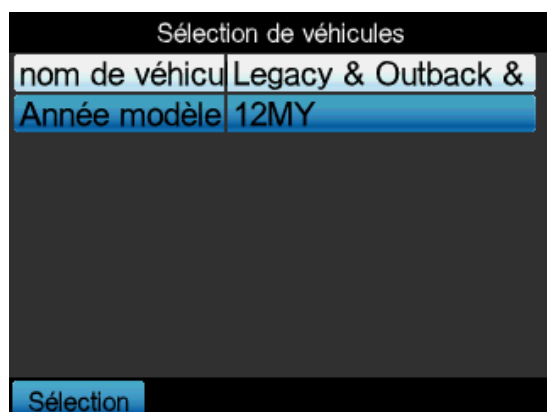 Sélection de véhicules
nom de véhicu Legacy & Outback &
Année modèle 12MY
Sélection